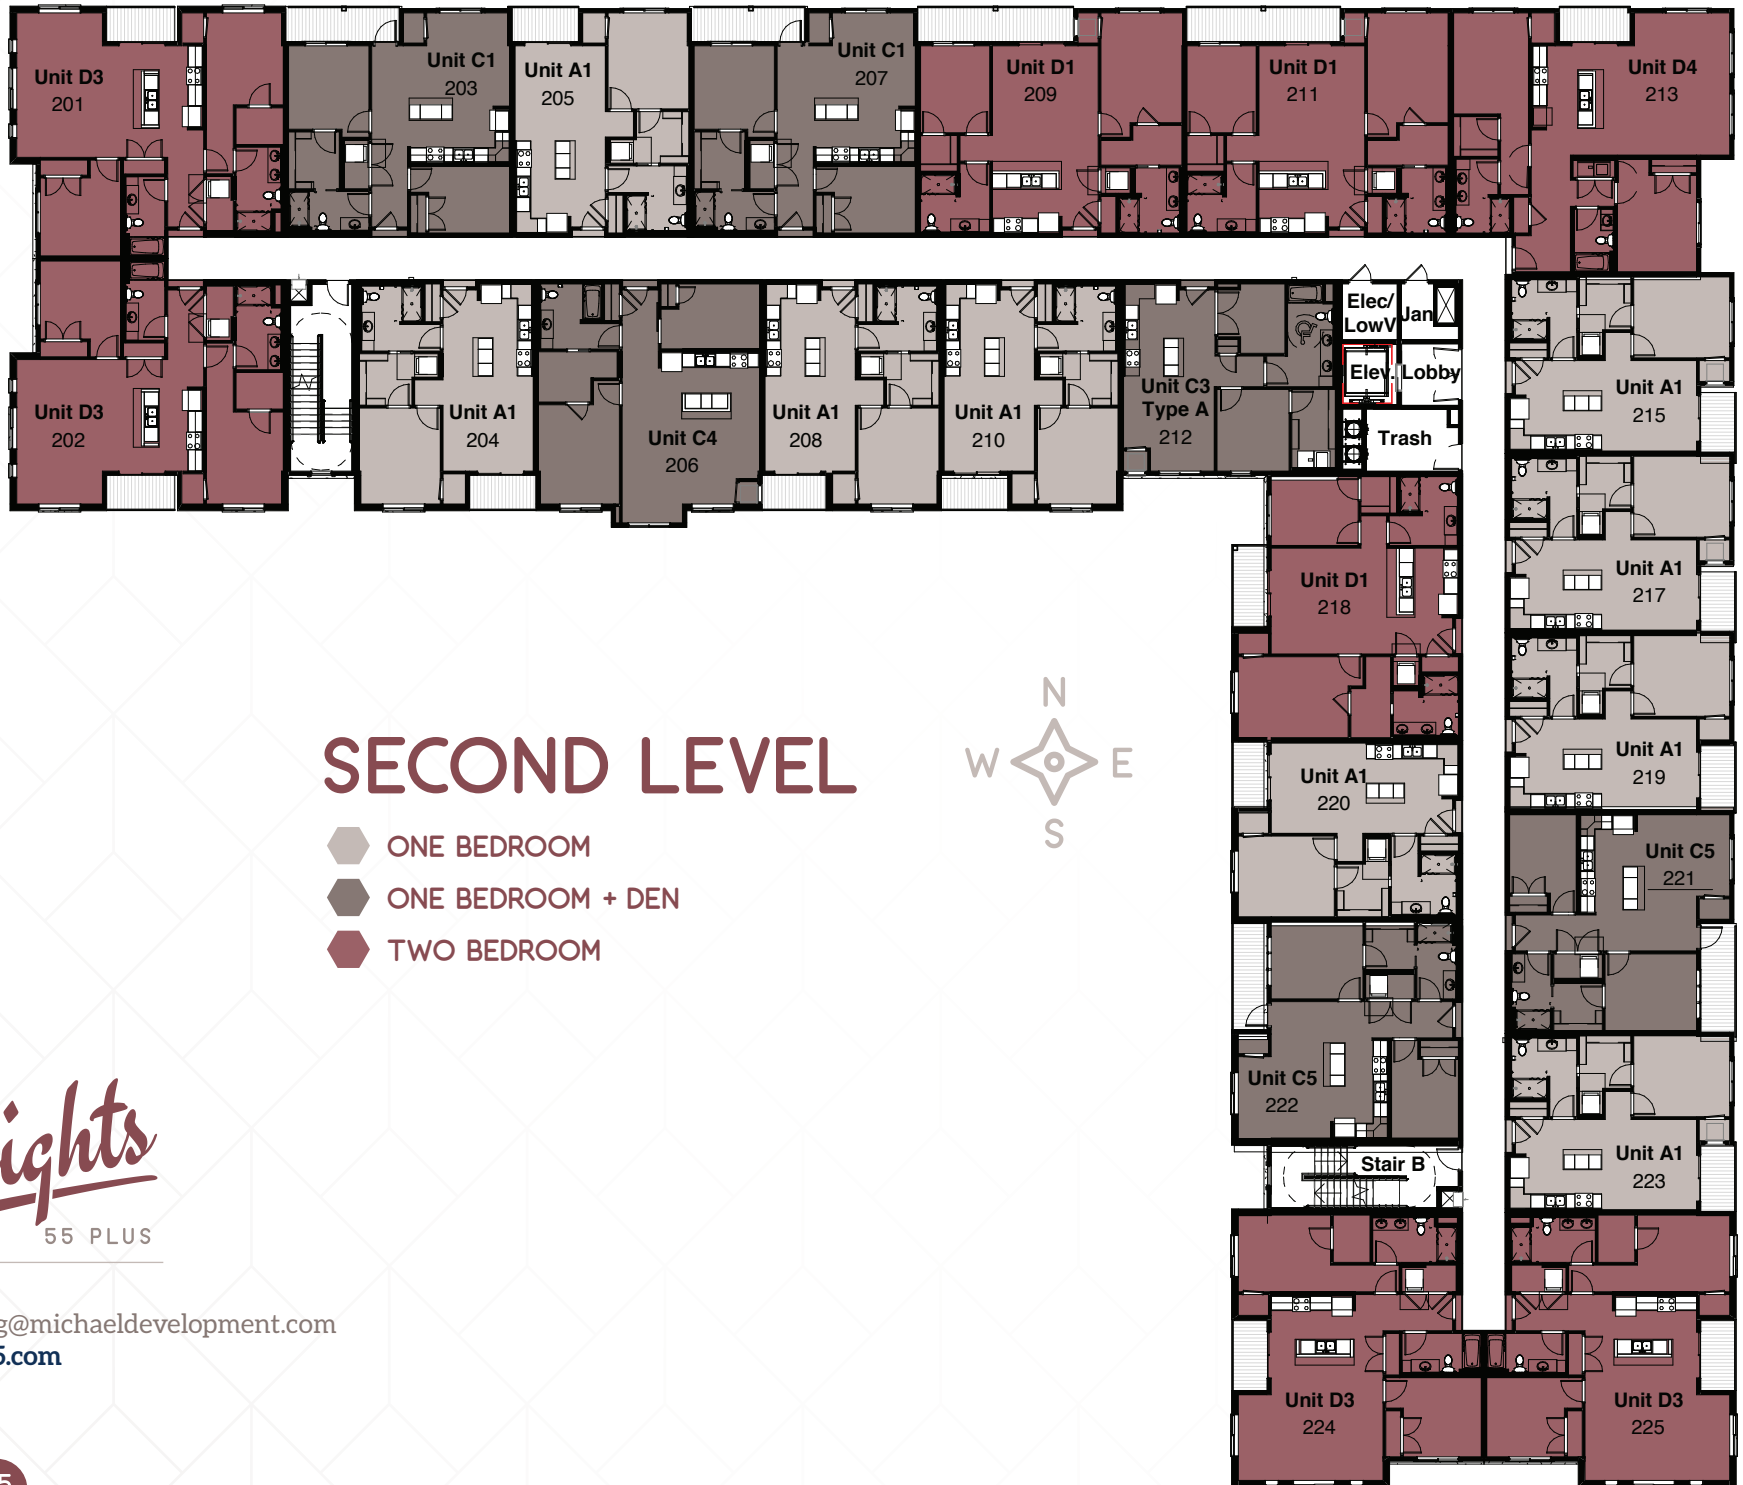 Unit D3
201
Unit C1
203
Unit A1
205
Unit C1
207
Unit D1
209
Unit D1
211
Unit D4
213
Unit D3
202
Unit A1
204
Unit C4
206
Unit A1
208
Unit A1
210
Unit C3
Type A
212
Elec/
LowV
Jan
Elev.
Lobby
Trash
Unit A1
215
Unit A1
217
Unit D1
218
Unit A1
219
Unit A1
220
Unit C5
221
Unit C5
222
Unit A1
223
Stair B
Unit D3
224
Unit D3
225
SECOND LEVEL
ONE BEDROOM
ONE BEDROOM + DEN
TWO BEDROOM
N
W E
S
ights
55 PLUS
g@michaeldevelopment.com
5.com
5